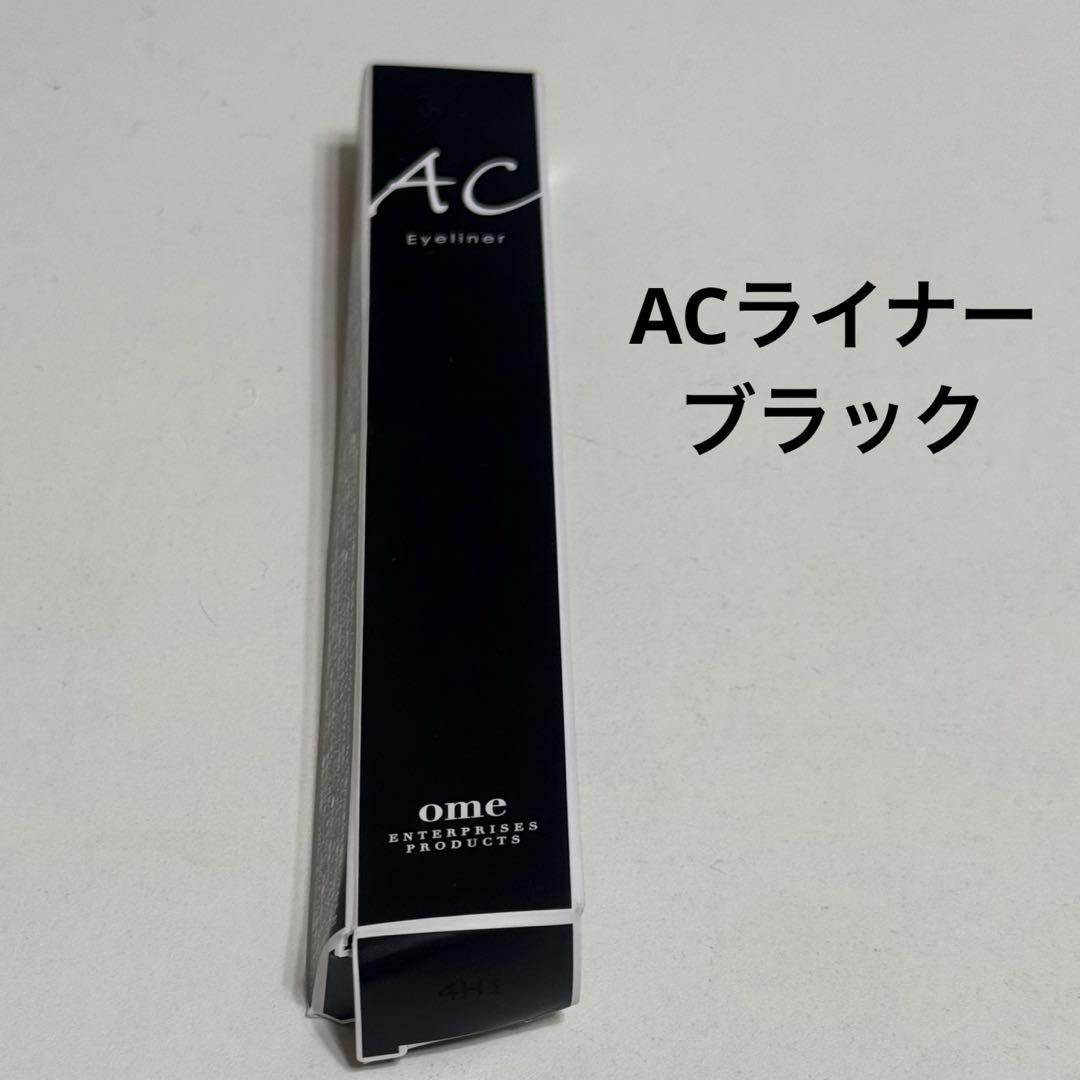 AC
Eyeliner
ACライナー
ブラック
ome
ENTERPRISES
PRODUCTS